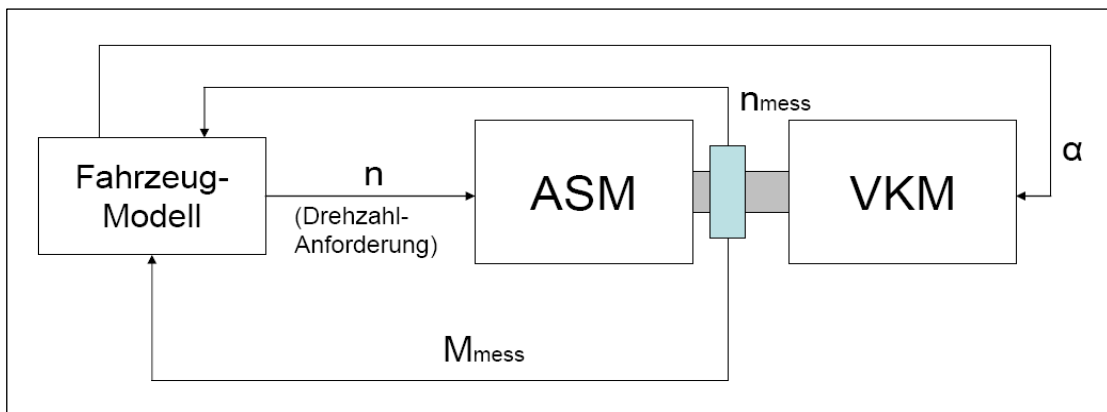 nmess
α
Fahrzeug-
Modell
n
(Drehzahl-
Anforderung)
ASM
VKM
Mmess